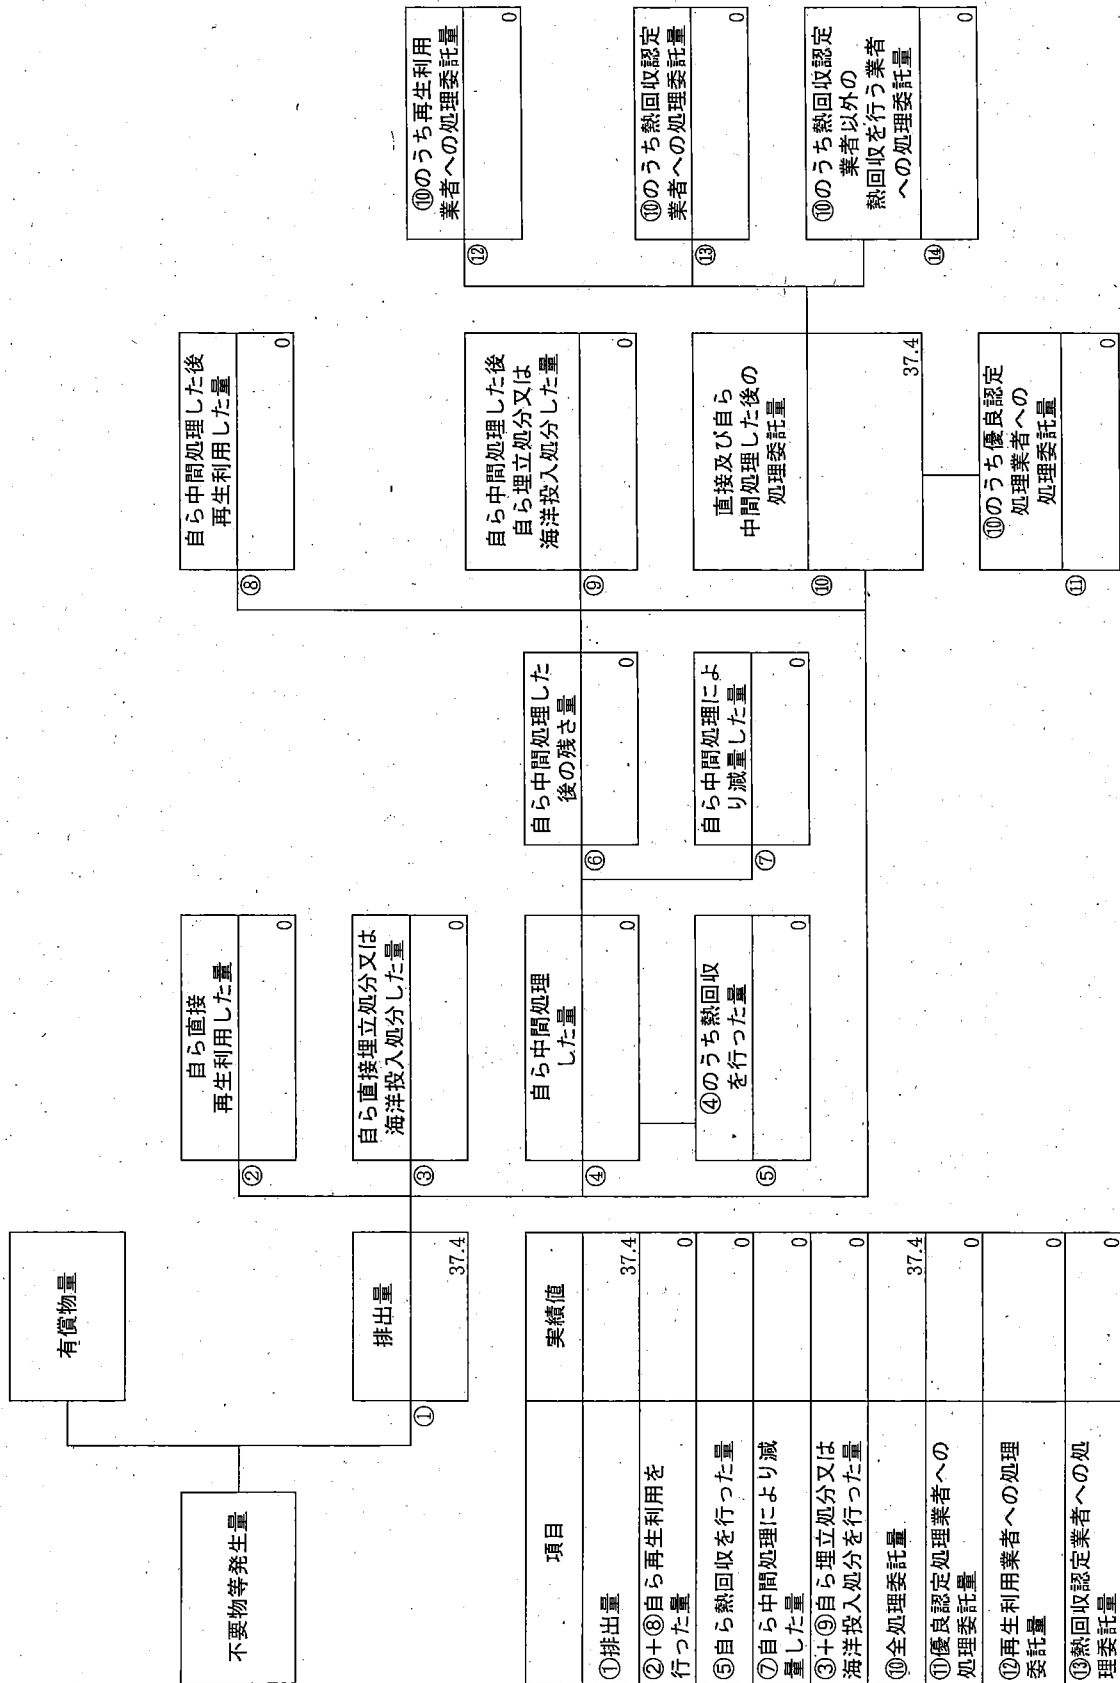 不要物等発生量
有償物量
①
排出量
37.4
②
自ら直接
再生利用した量
0
③
自ら直接埋立処分又は
海洋投入処分した量
0
④
自ら中間処理
した量
0
⑤
④のうち熱回収
を行った量
0
⑥
自ら中間処理した
後の残さ量
0
⑦
自ら中間処理によ
り減量した量
0
⑧
自ら中間処理した後
再生利用した量
0
⑨
自ら中間処理した後
自ら埋立処分又は
海洋投入処分した量
0
⑩
直接及び自ら
中間処理した後の
処理委託量
37.4
⑪
⑩のうち優良認定
処理業者への
処理委託量
0
⑫
⑩のうち再生利用
業者への処理委託量
0
⑬
⑩のうち熱回収認定
業者への処理委託量
0
⑭
⑩のうち熱回収認定
業者以外の
熱回収を行う業者
への処理委託量
0
項目 実績値
①排出量 37.4
②+⑧自ら再生利用を
行った量 0
⑤自ら熱回収を行った量 0
⑦自ら中間処理により減
量した量 0
③+⑨自ら埋立処分又は
海洋投入処分を行った量 0
⑩全処理委託量 37.4
⑪優良認定処理業者への
処理委託量 0
⑫再生利用業者への処理
委託量 0
⑬熱回収認定業者への処
理委託量 0